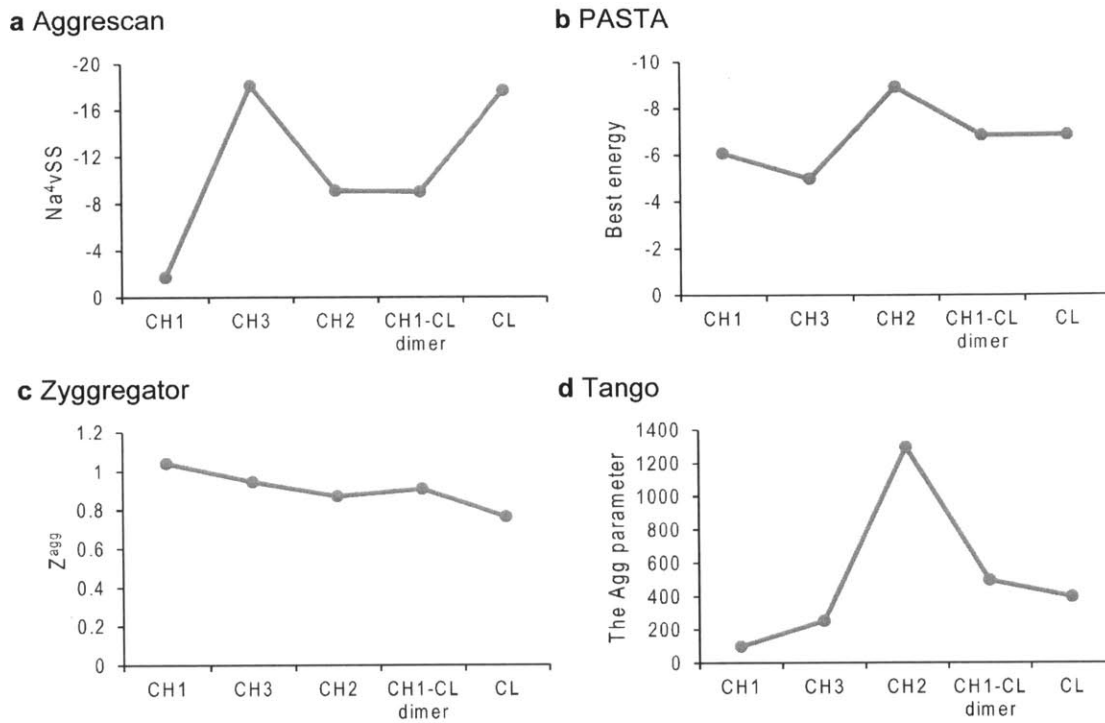 a Aggrescan
-20
-16
-12
-8
-4
0
Na⁴vSS
CH1 CH3 CH2 CH1-CL CL
dimer
b PASTA
-10
-8
-6
-4
-2
0
Best energy
CH1 CH3 CH2 CH1-CL CL
dimer
c Zyggregator
1.2
1
0.8
0.6
0.4
0.2
0
Zᵃᵍᵍ
CH1 CH3 CH2 CH1-CL CL
dimer
d Tango
1400
1200
1000
800
600
400
200
0
The Agg parameter
CH1 CH3 CH2 CH1-CL CL
dimer